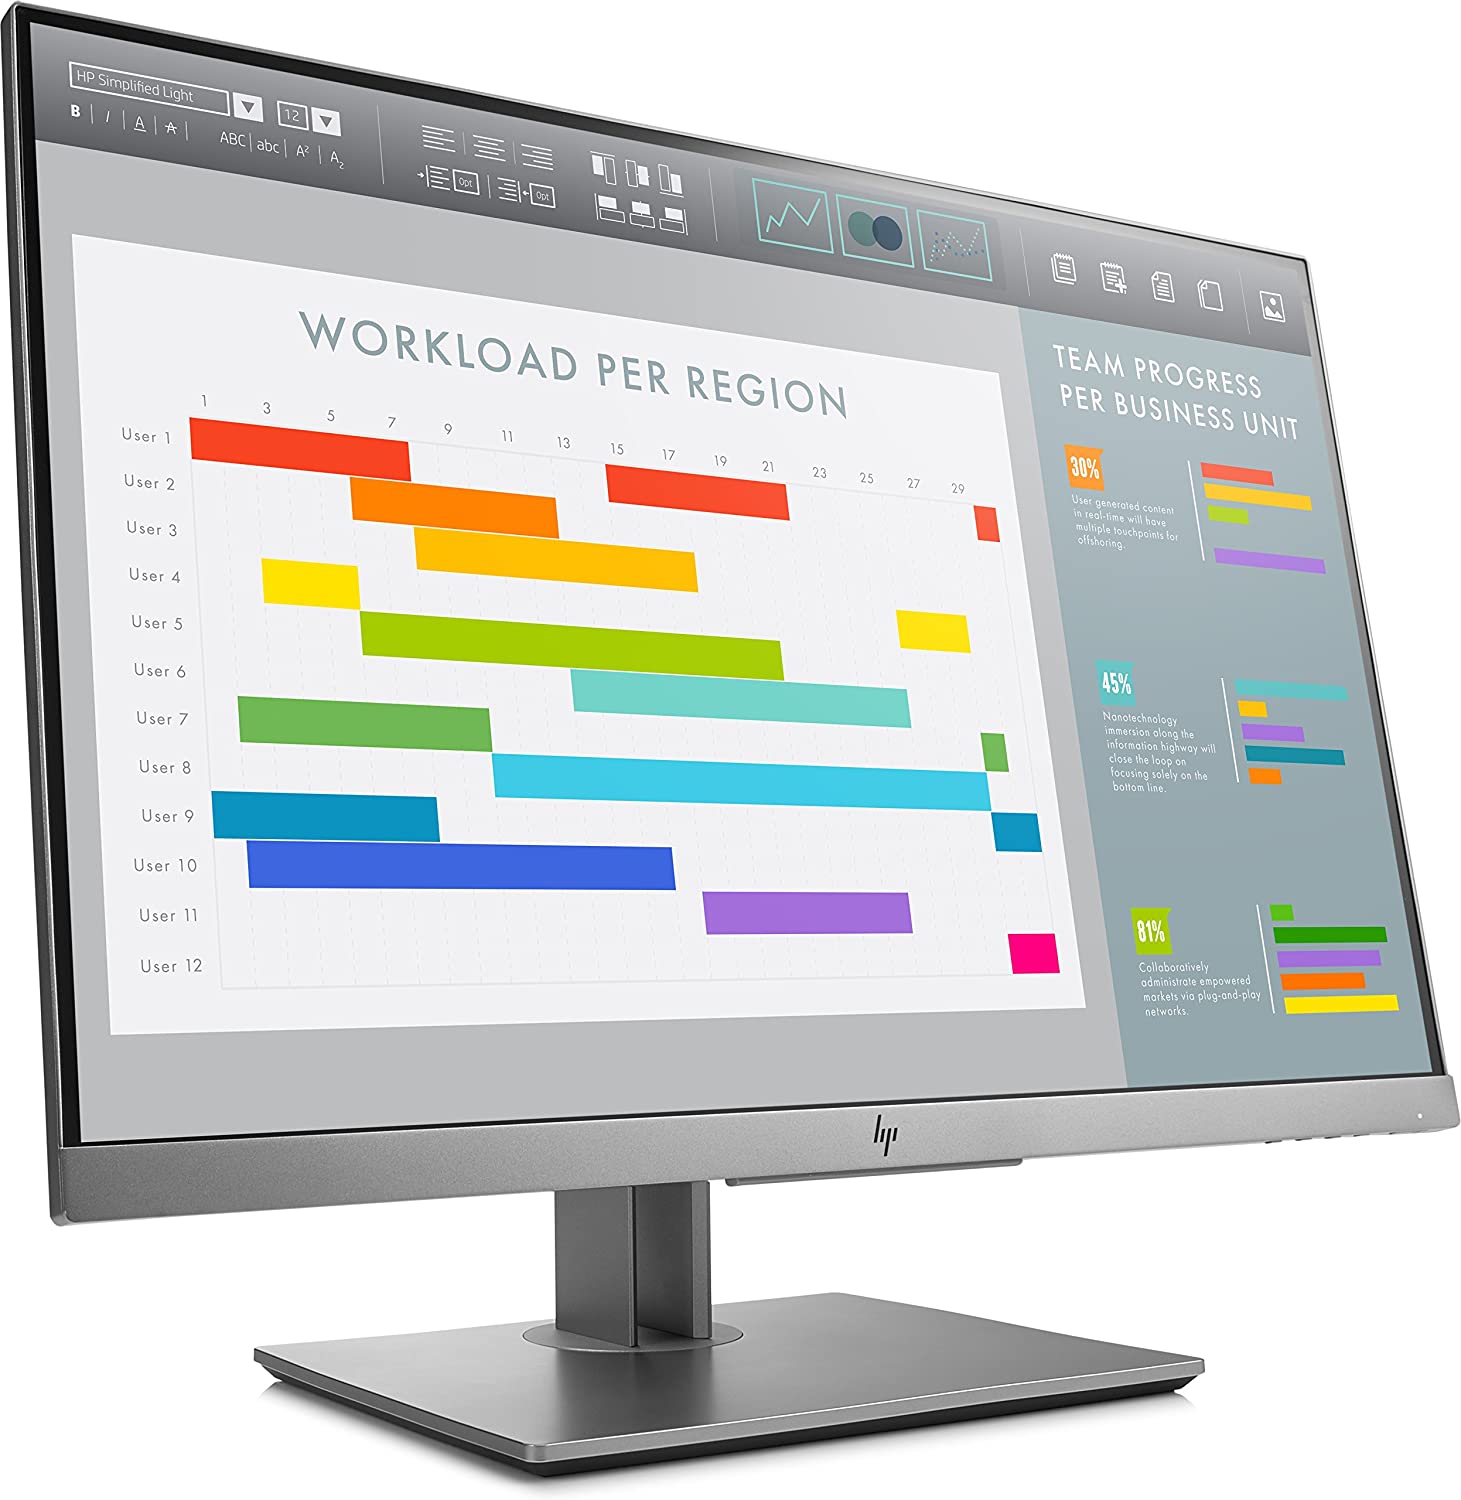 HP Simplified Light
12
B I A A ABC abc A² A₂
Opt Opt
WORKLOAD PER REGION
1 3 5 7 9 11 13 15 17 19 21 23 25 27 29
User 1
User 2
User 3
User 4
User 5
User 6
User 7
User 8
User 9
User 10
User 11
User 12
TEAM PROGRESS
PER BUSINESS UNIT
30%
User generated content
in real-time will have
multiple touchpoints for
offshoring.
45%
Nanotechnology
immersion along the
information highway will
close the loop on
focusing solely on the
bottom line.
81%
Collaboratively
administrate empowered
markets via plug-and-play
networks.
hp